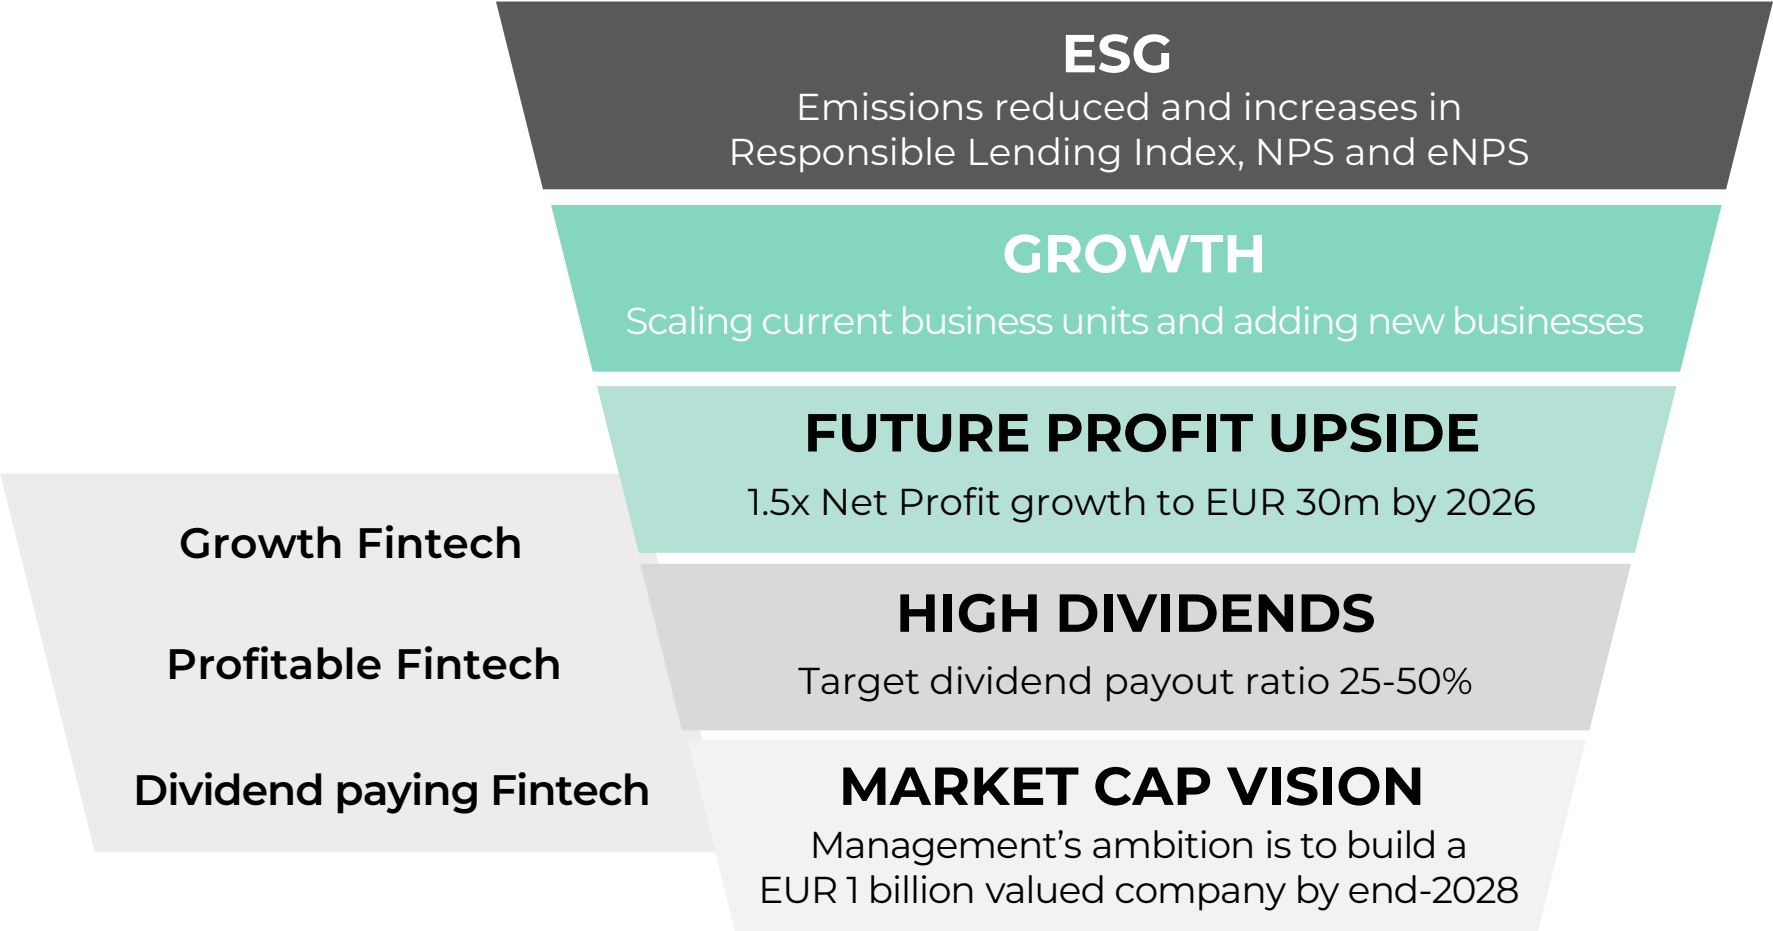 ESG
Emissions reduced and increases in
Responsible Lending Index, NPS and eNPS
GROWTH
Scaling current business units and adding new businesses
FUTURE PROFIT UPSIDE
1.5x Net Profit growth to EUR 30m by 2026
HIGH DIVIDENDS
Target dividend payout ratio 25-50%
MARKET CAP VISION
Management’s ambition is to build a
EUR 1 billion valued company by end-2028
Growth Fintech
Profitable Fintech
Dividend paying Fintech